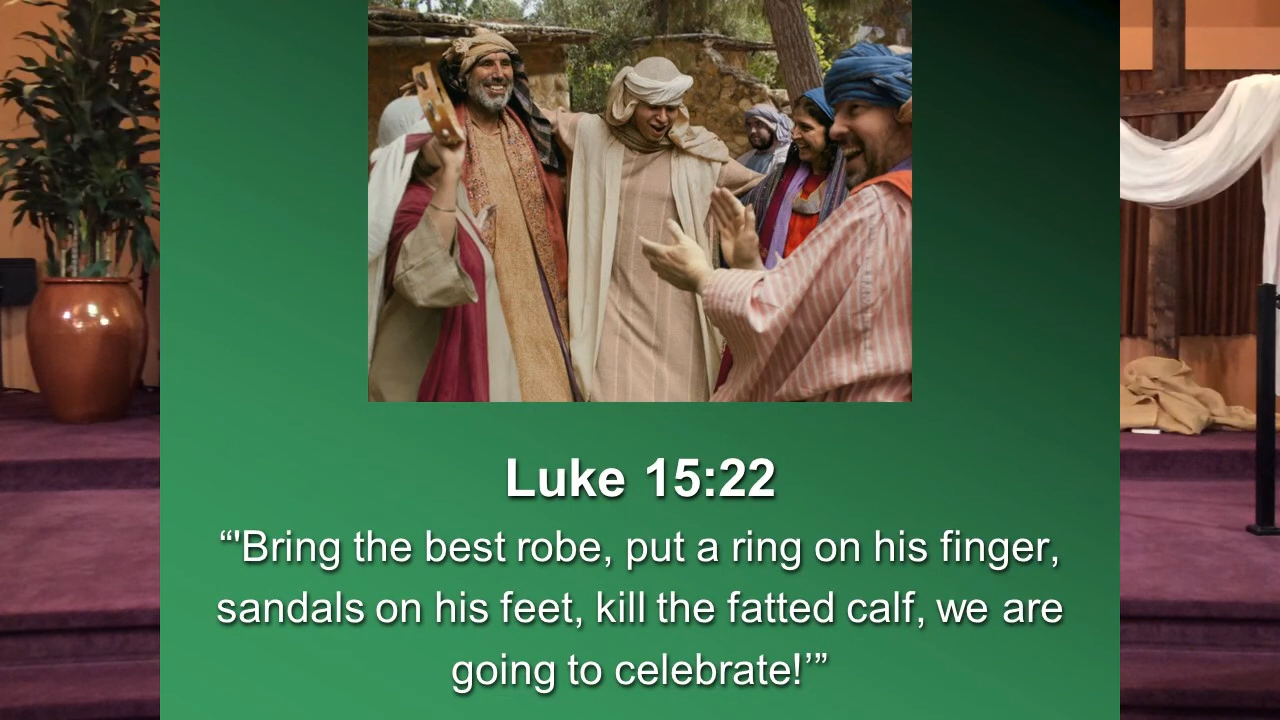 Luke 15:22
“'Bring the best robe, put a ring on his finger,
sandals on his feet, kill the fatted calf, we are
going to celebrate!’”